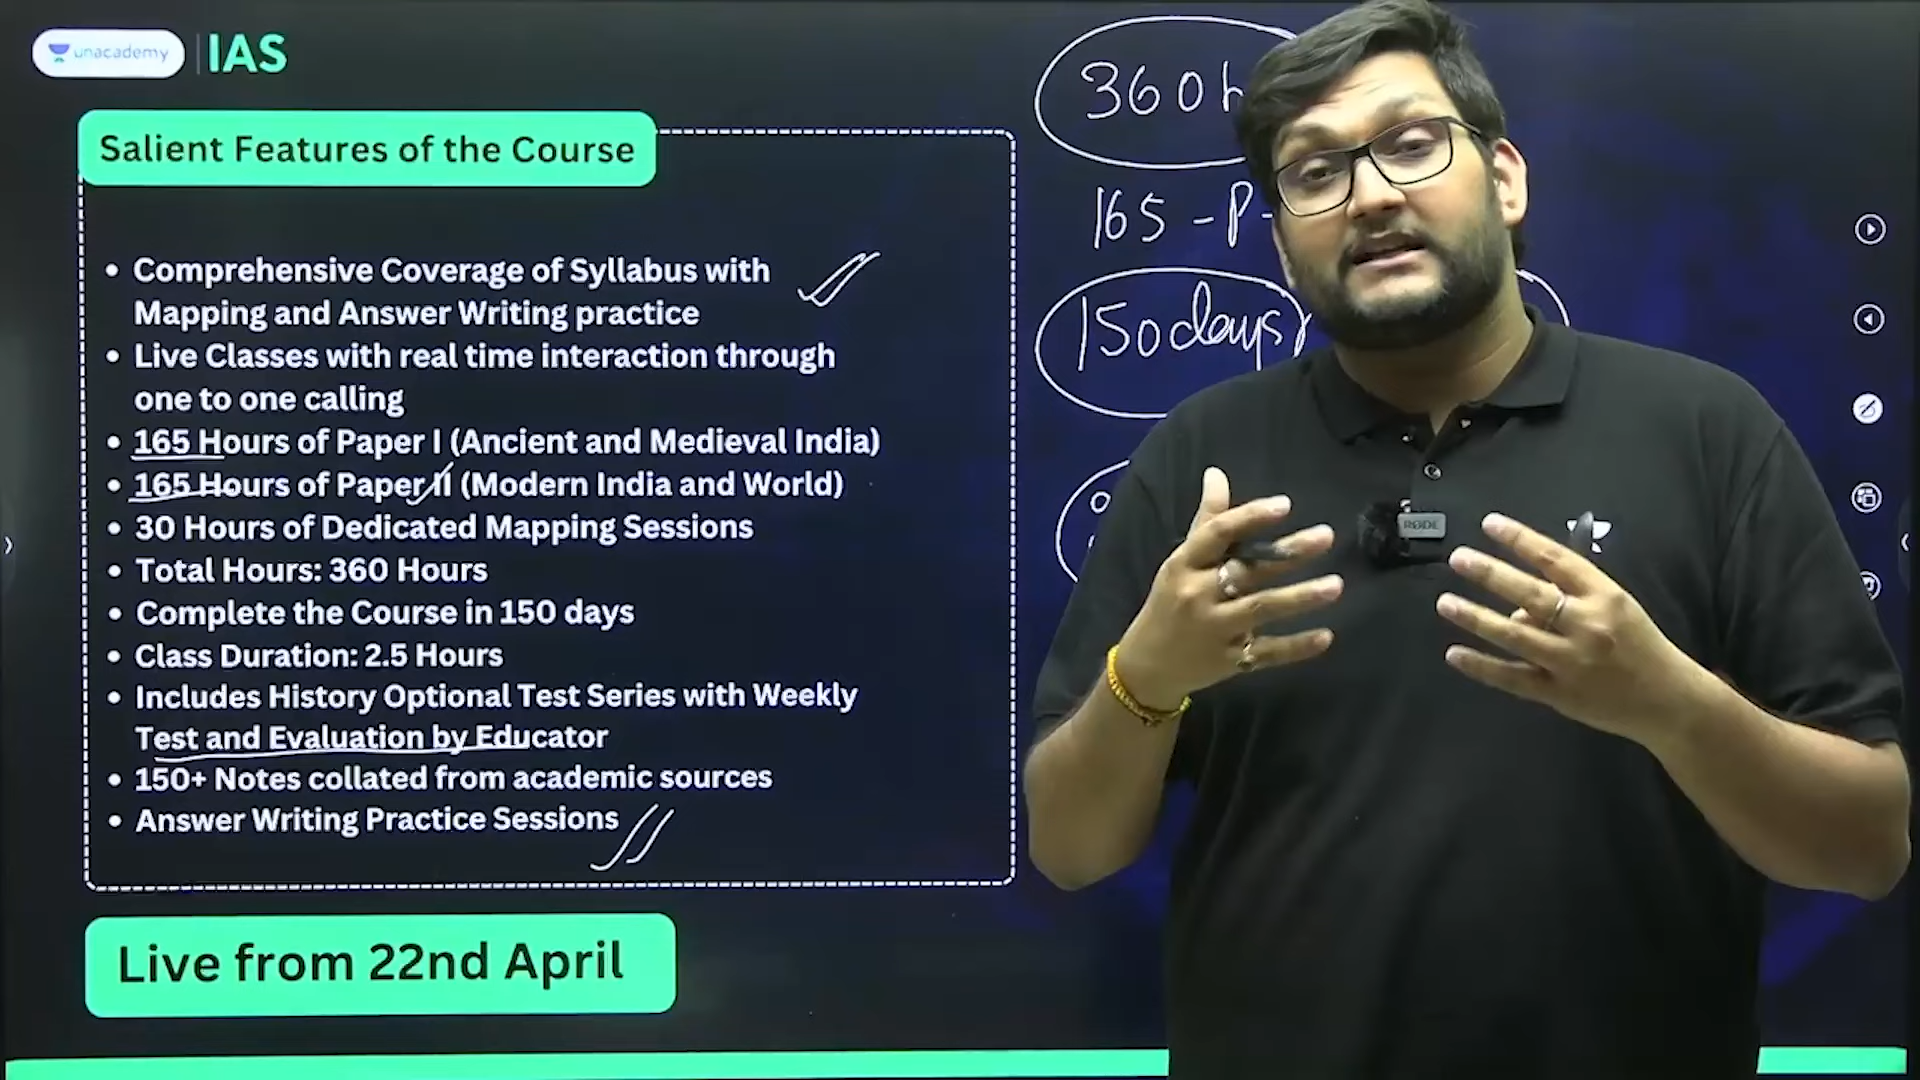 unacademy IAS
Salient Features of the Course
• Comprehensive Coverage of Syllabus with
Mapping and Answer Writing practice
• Live Classes with real time interaction through
one to one calling
• 165 Hours of Paper I (Ancient and Medieval India)
• 165 Hours of Paper II (Modern India and World)
• 30 Hours of Dedicated Mapping Sessions
• Total Hours: 360 Hours
• Complete the Course in 150 days
• Class Duration: 2.5 Hours
• Includes History Optional Test Series with Weekly
Test and Evaluation by Educator
• 150+ Notes collated from academic sources
• Answer Writing Practice Sessions
Live from 22nd April
360 h
165 - P -
150 days
RØDE